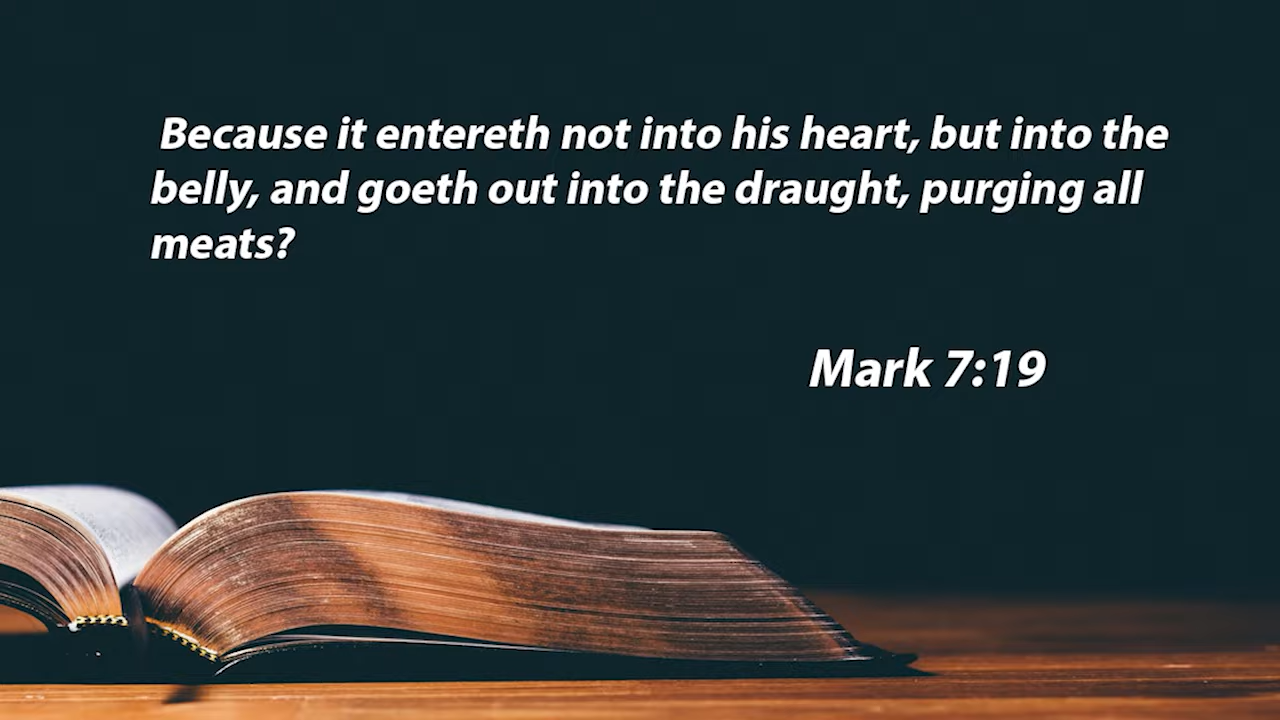 Because it entereth not into his heart, but into the
belly, and goeth out into the draught, purging all
meats?
Mark 7:19